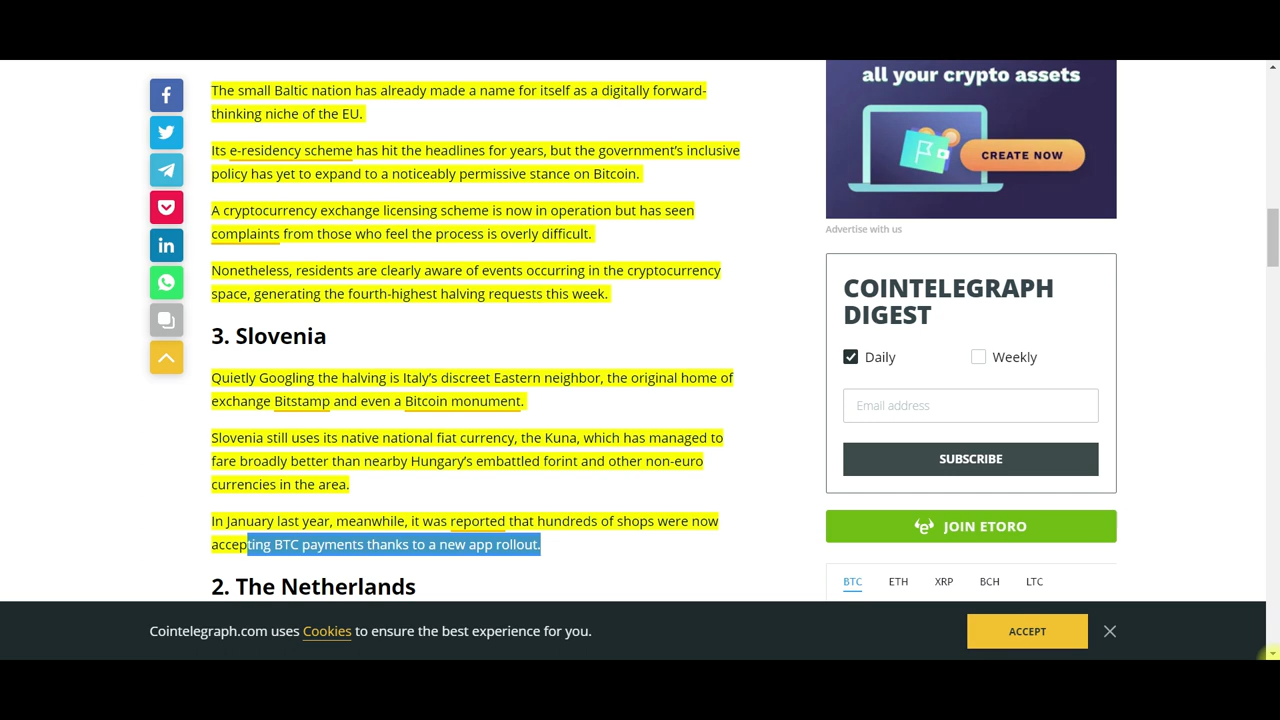 The small Baltic nation has already made a name for itself as a digitally forward-
thinking niche of the EU.
Its e-residency scheme has hit the headlines for years, but the government's inclusive
policy has yet to expand to a noticeably permissive stance on Bitcoin.
A cryptocurrency exchange licensing scheme is now in operation but has seen
complaints from those who feel the process is overly difficult.
Nonetheless, residents are clearly aware of events occurring in the cryptocurrency
space, generating the fourth-highest halving requests this week.
3. Slovenia
Quietly Googling the halving is Italy's discreet Eastern neighbor, the original home of
exchange Bitstamp and even a Bitcoin monument.
Slovenia still uses its native national fiat currency, the Kuna, which has managed to
fare broadly better than nearby Hungary's embattled forint and other non-euro
currencies in the area.
In January last year, meanwhile, it was reported that hundreds of shops were now
accepting BTC payments thanks to a new app rollout.
2. The Netherlands
all your crypto assets
CREATE NOW
Advertise with us
COINTELEGRAPH
DIGEST
Daily Weekly
Email address
SUBSCRIBE
JOIN ETORO
BTC ETH XRP BCH LTC
Cointelegraph.com uses Cookies to ensure the best experience for you.
ACCEPT